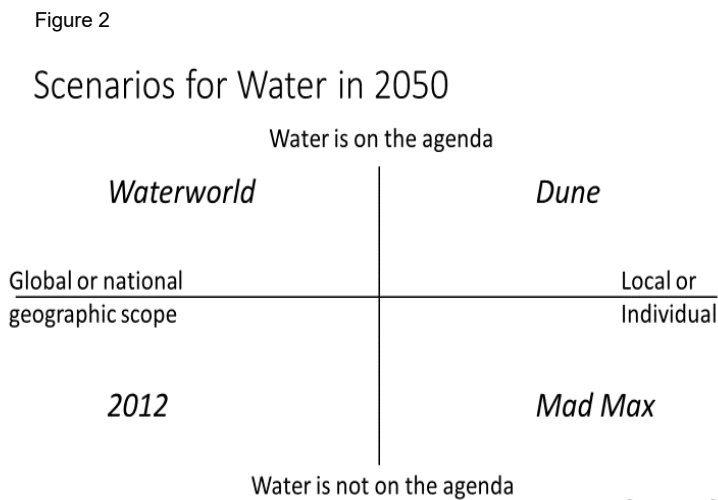 Figure 2
Scenarios for Water in 2050
Water is on the agenda
Waterworld
Dune
Global or national
Local or
geographic scope
Individual
2012
Mad Max
Water is not on the agenda